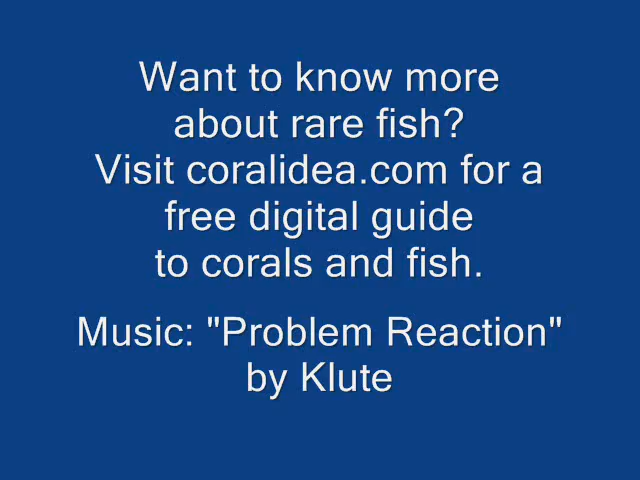 Want to know more
about rare fish?
Visit coralidea.com for a
free digital guide
to corals and fish.
Music: "Problem Reaction"
by Klute